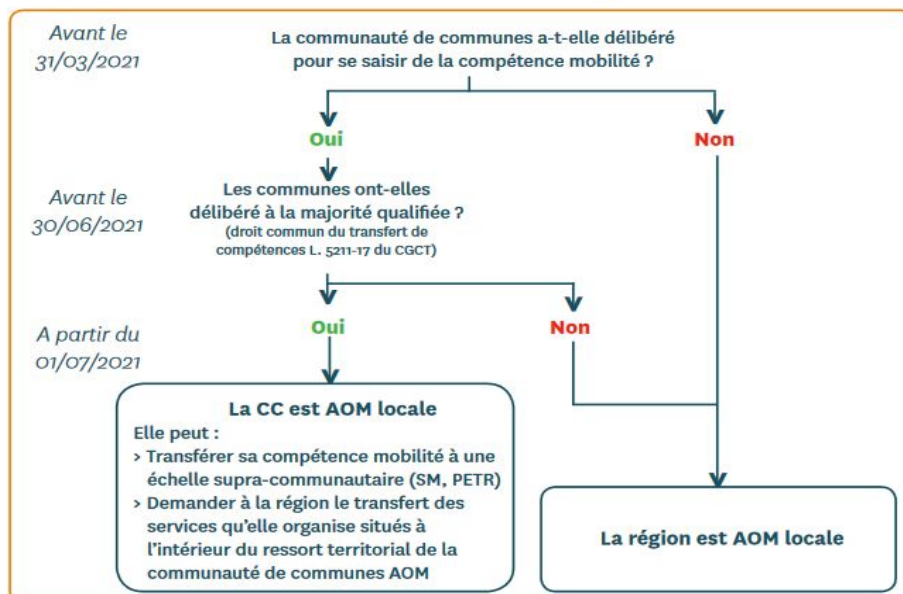 Avant le
31/03/2021
La communauté de communes a-t-elle délibéré
pour se saisir de la compétence mobilité ?
Oui
Non
Avant le
30/06/2021
Les communes ont-elles
délibéré à la majorité qualifiée ?
(droit commun du transfert de
compétences L. 5211-17 du CGCT)
Oui
Non
A partir du
01/07/2021
La CC est AOM locale
Elle peut :
> Transférer sa compétence mobilité à une
échelle supra-communautaire (SM, PETR)
> Demander à la région le transfert des
services qu'elle organise situés à
l'intérieur du ressort territorial de la
communauté de communes AOM
La région est AOM locale